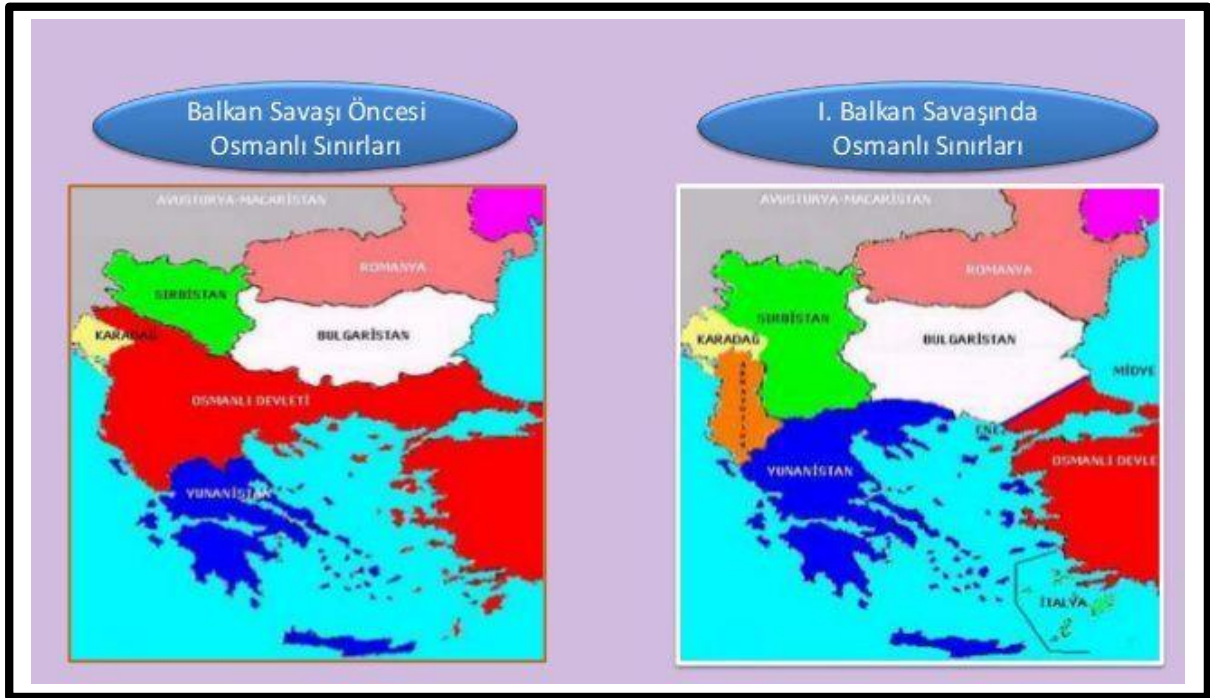 Balkan Savaşı Öncesi
Osmanlı Sınırları
AVUSTURYA-MACARİSTAN
ROMANYA
SIRBİSTAN
KARADAĞ
BULGARİSTAN
OSMANLI DEVLETİ
YUNANİSTAN
I. Balkan Savaşında
Osmanlı Sınırları
AVUSTURYA-MACARİSTAN
ROMANYA
SIRBİSTAN
KARADAĞ
BULGARİSTAN
MİDYE
ARNAVUTLUK
ENEZ
OSMANLI DEVLE
YUNANİSTAN
İTALYA